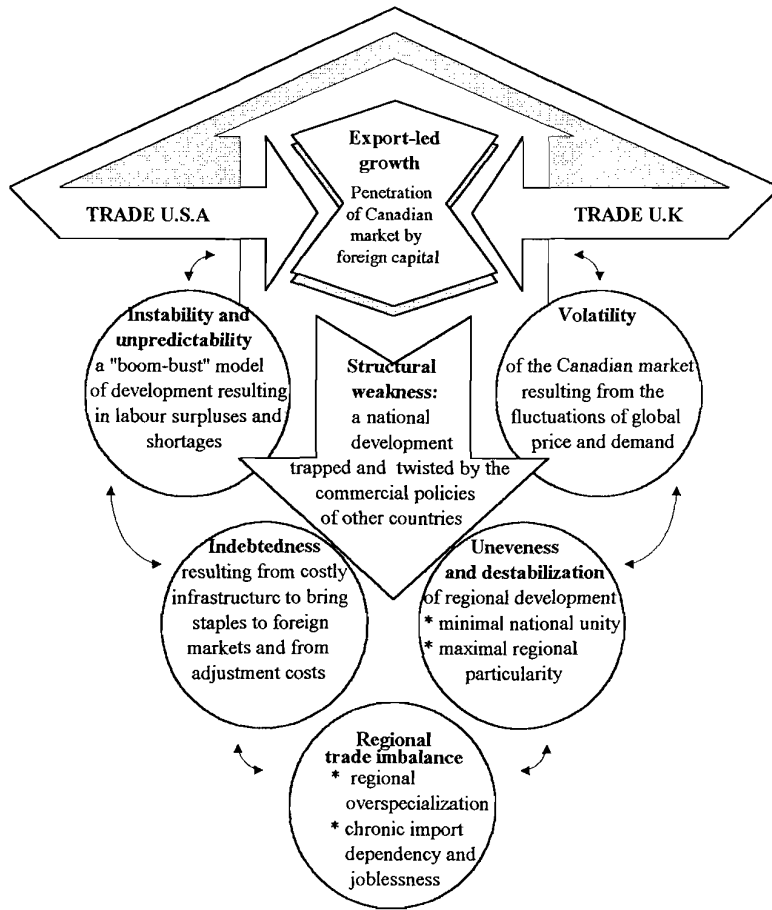 Export-led
growth
Penetration
of Canadian
market by
foreign capital
TRADE U.S.A
TRADE U.K
Instability and
unpredictability
a "boom-bust" model
of development resulting
in labour surpluses and
shortages
Structural
weakness:
a national
development
trapped and twisted by the
commercial policies
of other countries
Volatility
of the Canadian market
resulting from the
fluctuations of global
price and demand
Indebtedness
resulting from costly
infrastructure to bring
staples to foreign
markets and from
adjustment costs
Uneveness
and destabilization
of regional development
* minimal national unity
* maximal regional
particularity
Regional
trade imbalance
* regional
overspecialization
* chronic import
dependency and
joblessness